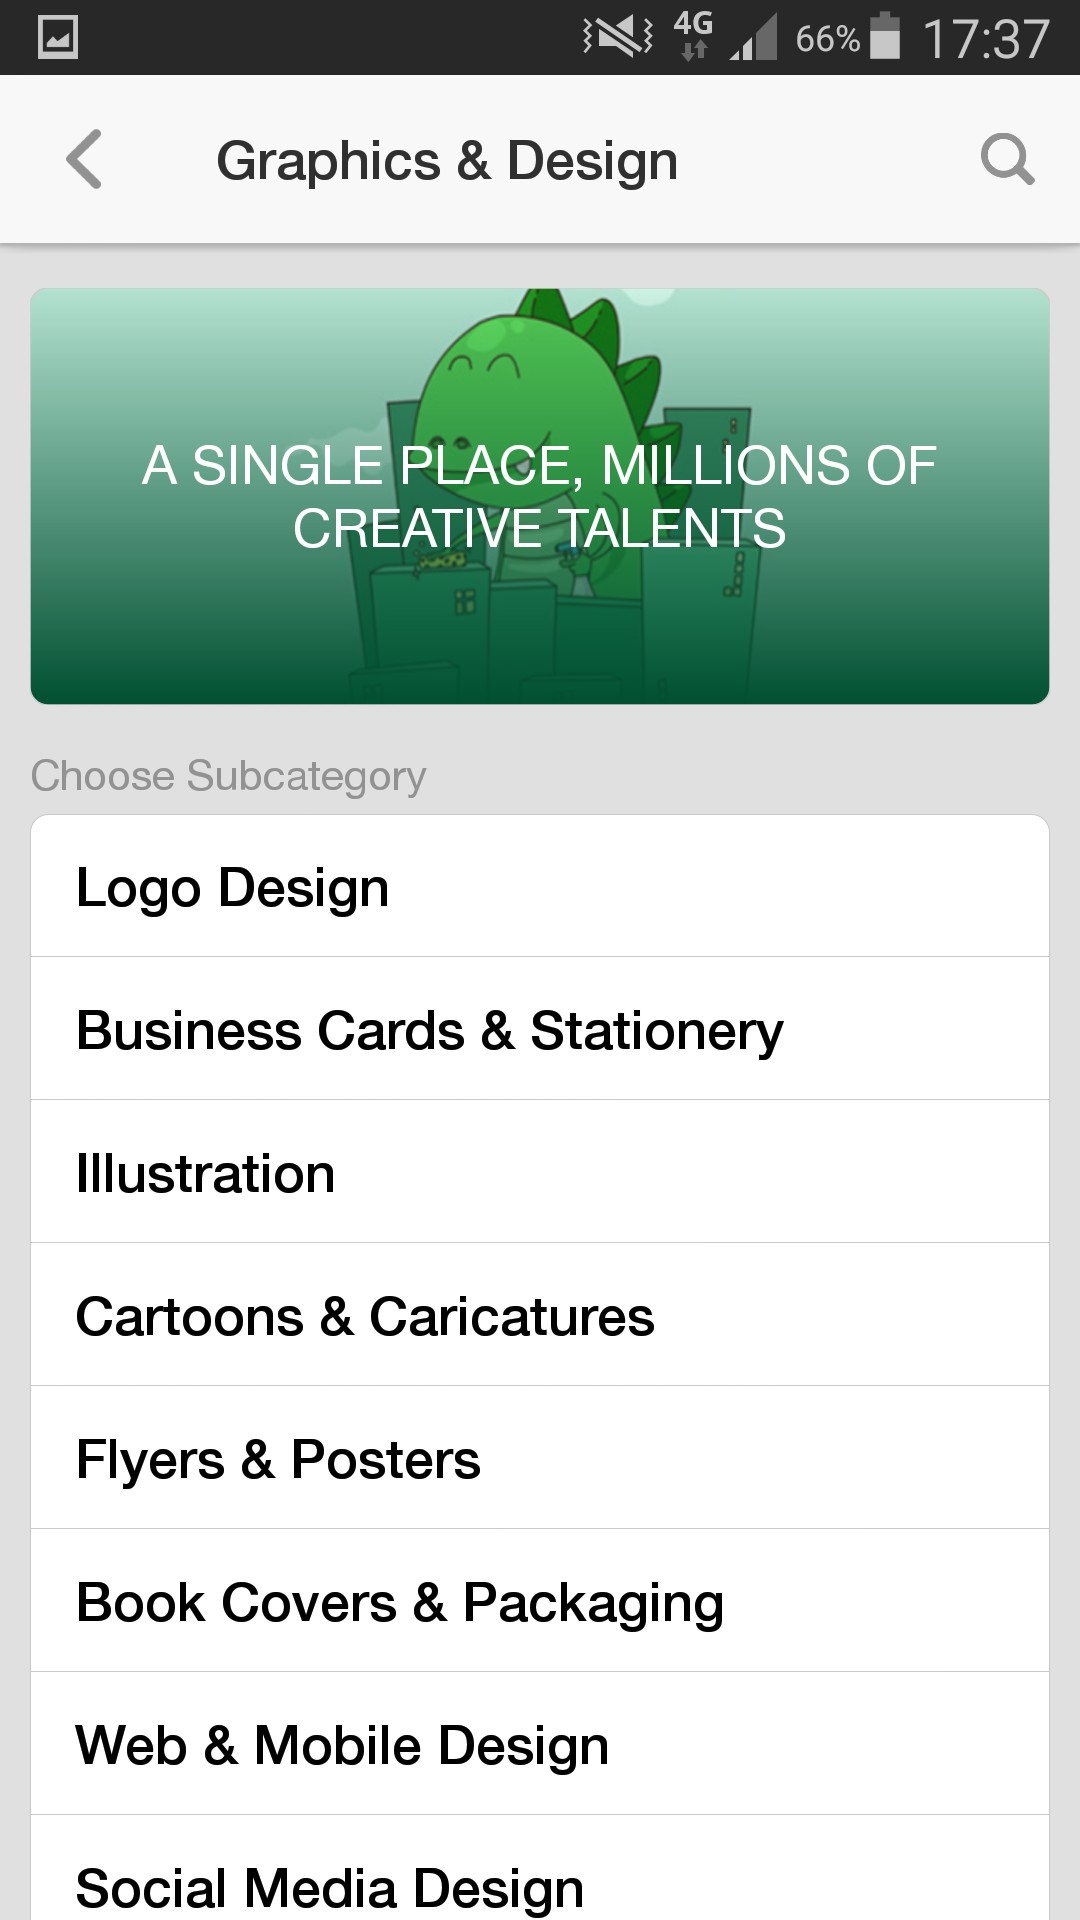 4G
66%
17:37
Graphics & Design
A SINGLE PLACE, MILLIONS OF
CREATIVE TALENTS
Choose Subcategory
Logo Design
Business Cards & Stationery
Illustration
Cartoons & Caricatures
Flyers & Posters
Book Covers & Packaging
Web & Mobile Design
Social Media Design